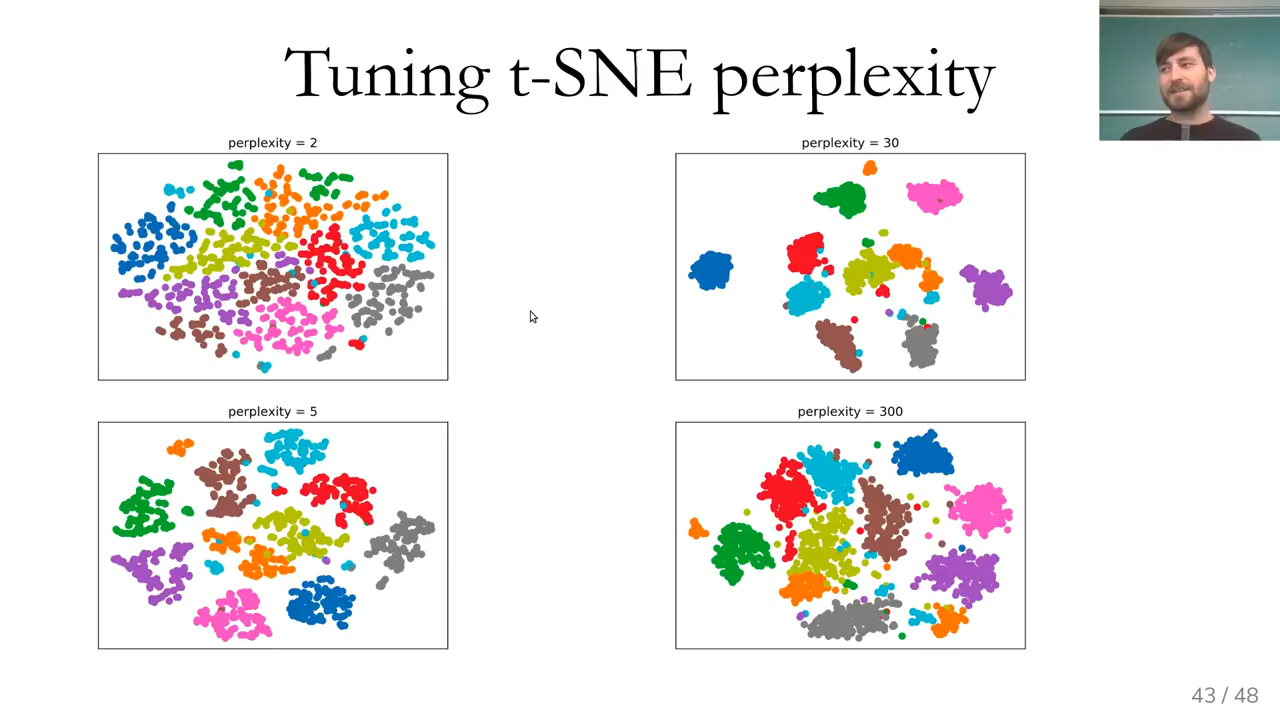 Tuning t-SNE perplexity
perplexity = 2
perplexity = 30
perplexity = 5
perplexity = 300
43 / 48